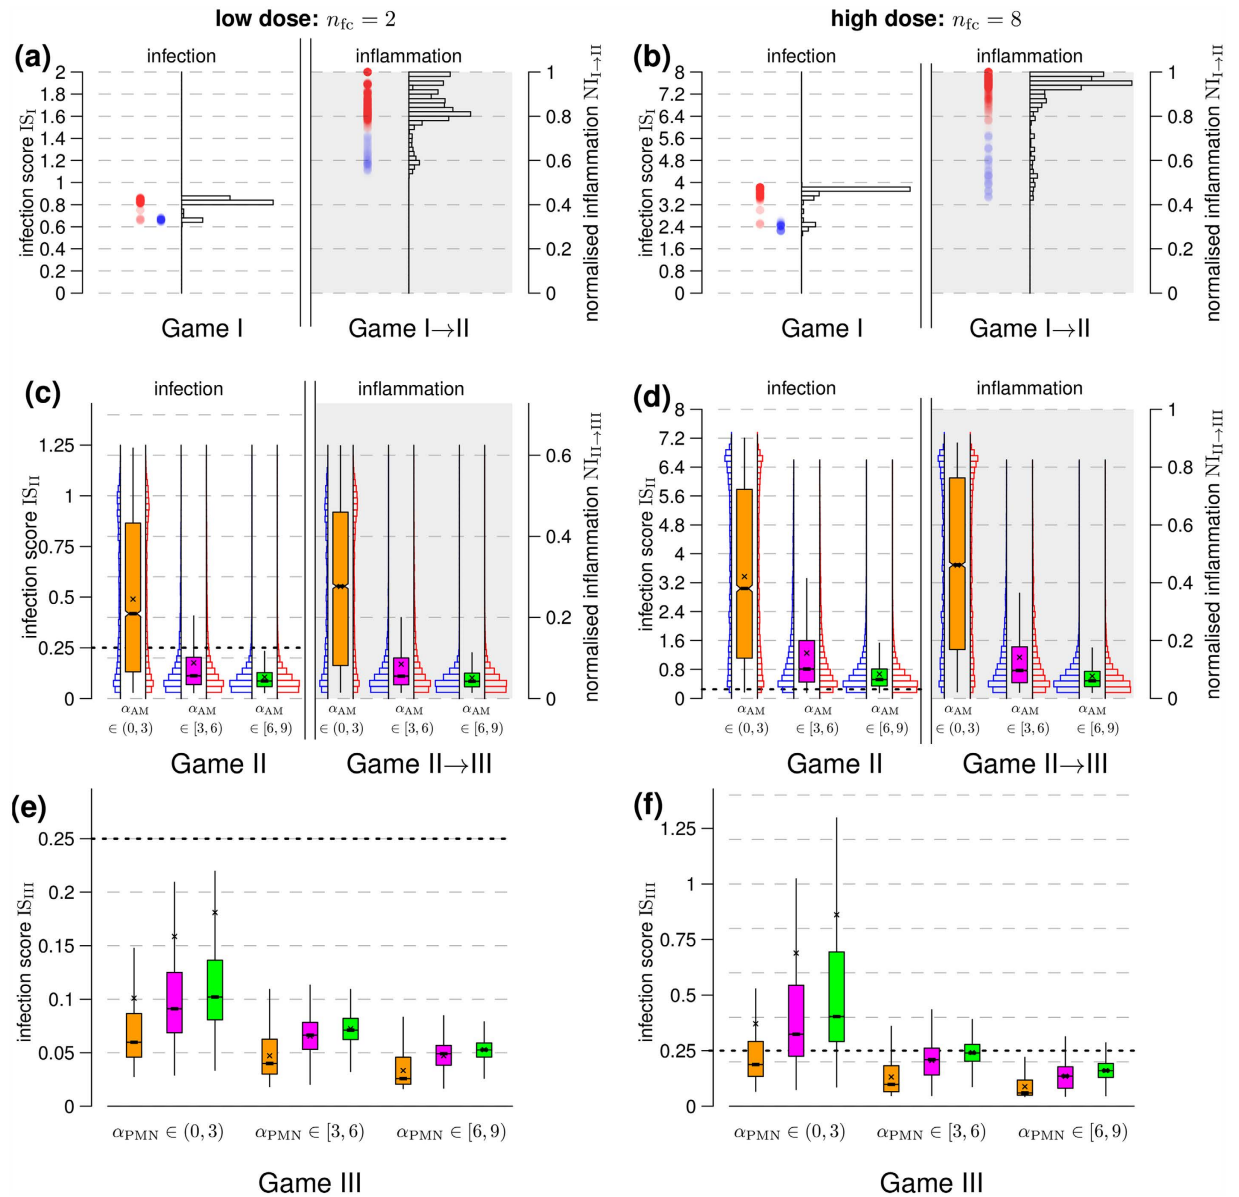 low dose: n_fc = 2
high dose: n_fc = 8
(a)
infection
inflammation
infection score IS_I
2
1.8
1.6
1.4
1.2
1
0.8
0.6
0.4
0.2
0
1
0.8
0.6
0.4
0.2
0
normalised inflammation NI_I→II
Game I
Game I→II
(b)
infection
inflammation
infection score IS_I
8
7.2
6.4
5.6
4.8
4
3.2
2.4
1.6
0.8
0
1
0.8
0.6
0.4
0.2
0
normalised inflammation NI_I→II
Game I
Game I→II
(c)
infection
inflammation
infection score IS_II
1.25
1
0.75
0.5
0.25
0
0.6
0.4
0.2
0
normalised inflammation NI_II→III
α_AM α_AM α_AM α_AM α_AM α_AM
∈ (0, 3) ∈ [3, 6) ∈ [6, 9) ∈ (0, 3) ∈ [3, 6) ∈ [6, 9)
Game II
Game II→III
(d)
infection
inflammation
infection score IS_II
8
7.2
6.4
5.6
4.8
4
3.2
2.4
1.6
0.8
0
1
0.8
0.6
0.4
0.2
0
normalised inflammation NI_II→III
α_AM α_AM α_AM α_AM α_AM α_AM
∈ (0, 3) ∈ [3, 6) ∈ [6, 9) ∈ (0, 3) ∈ [3, 6) ∈ [6, 9)
Game II
Game II→III
(e)
infection score IS_III
0.25
0.2
0.15
0.1
0.05
0
α_PMN ∈ (0, 3) α_PMN ∈ [3, 6) α_PMN ∈ [6, 9)
Game III
(f)
infection score IS_III
1.25
1
0.75
0.5
0.25
0
α_PMN ∈ (0, 3) α_PMN ∈ [3, 6) α_PMN ∈ [6, 9)
Game III